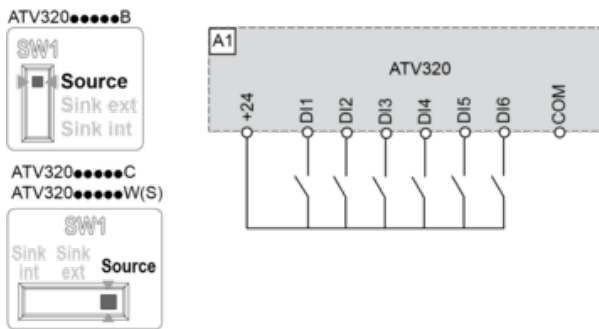 ATV320●●●●●B
SW1
Source
Sink ext
Sink int
ATV320●●●●●C
ATV320●●●●●W(S)
SW1
Sink int
Sink ext
Source
A1
ATV320
+24
DI1
DI2
DI3
DI4
DI5
DI6
COM